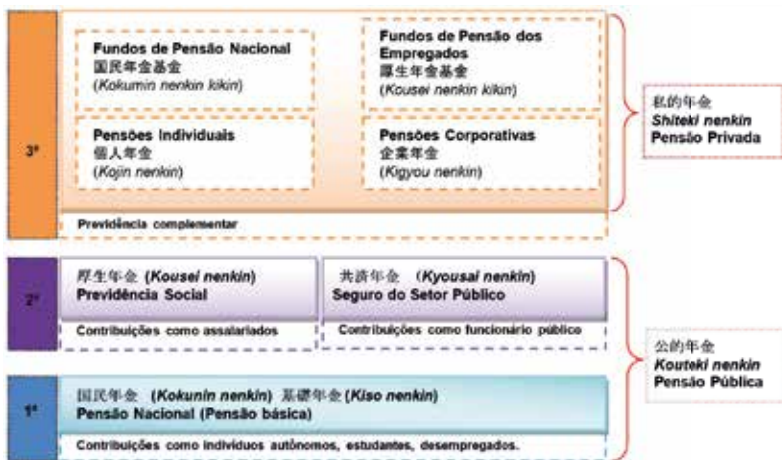 3ª
Fundos de Pensão Nacional
国民年金基金
(Kokumin nenkin kikin)
Fundos de Pensão dos
Empregados
厚生年金基金
(Kousei nenkin kikin)
Pensões Individuais
個人年金
(Kojin nenkin)
Pensões Corporativas
企業年金
(Kigyou nenkin)
Previdência complementar
私的年金
Shiteki nenkin
Pensão Privada
2ª
厚生年金 (Kousei nenkin)
Previdência Social
Contribuições como assalariados
共済年金 (Kyousai nenkin)
Seguro do Setor Público
Contribuições como funcionário público
1ª
国民年金 (Kokunin nenkin) 基礎年金 (Kiso nenkin)
Pensão Nacional (Pensão básica)
Contribuições como indivíduos autônomos, estudantes, desempregados.
公的年金
Kouteki nenkin
Pensão Pública